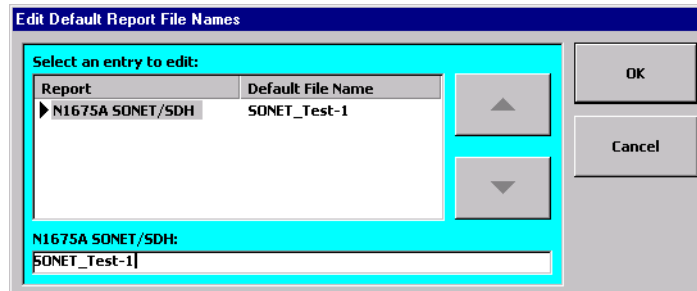 Edit Default Report File Names
Select an entry to edit:
Report Default File Name
N1675A SONET/SDH SONET_Test-1
OK
Cancel
N1675A SONET/SDH:
SONET_Test-1